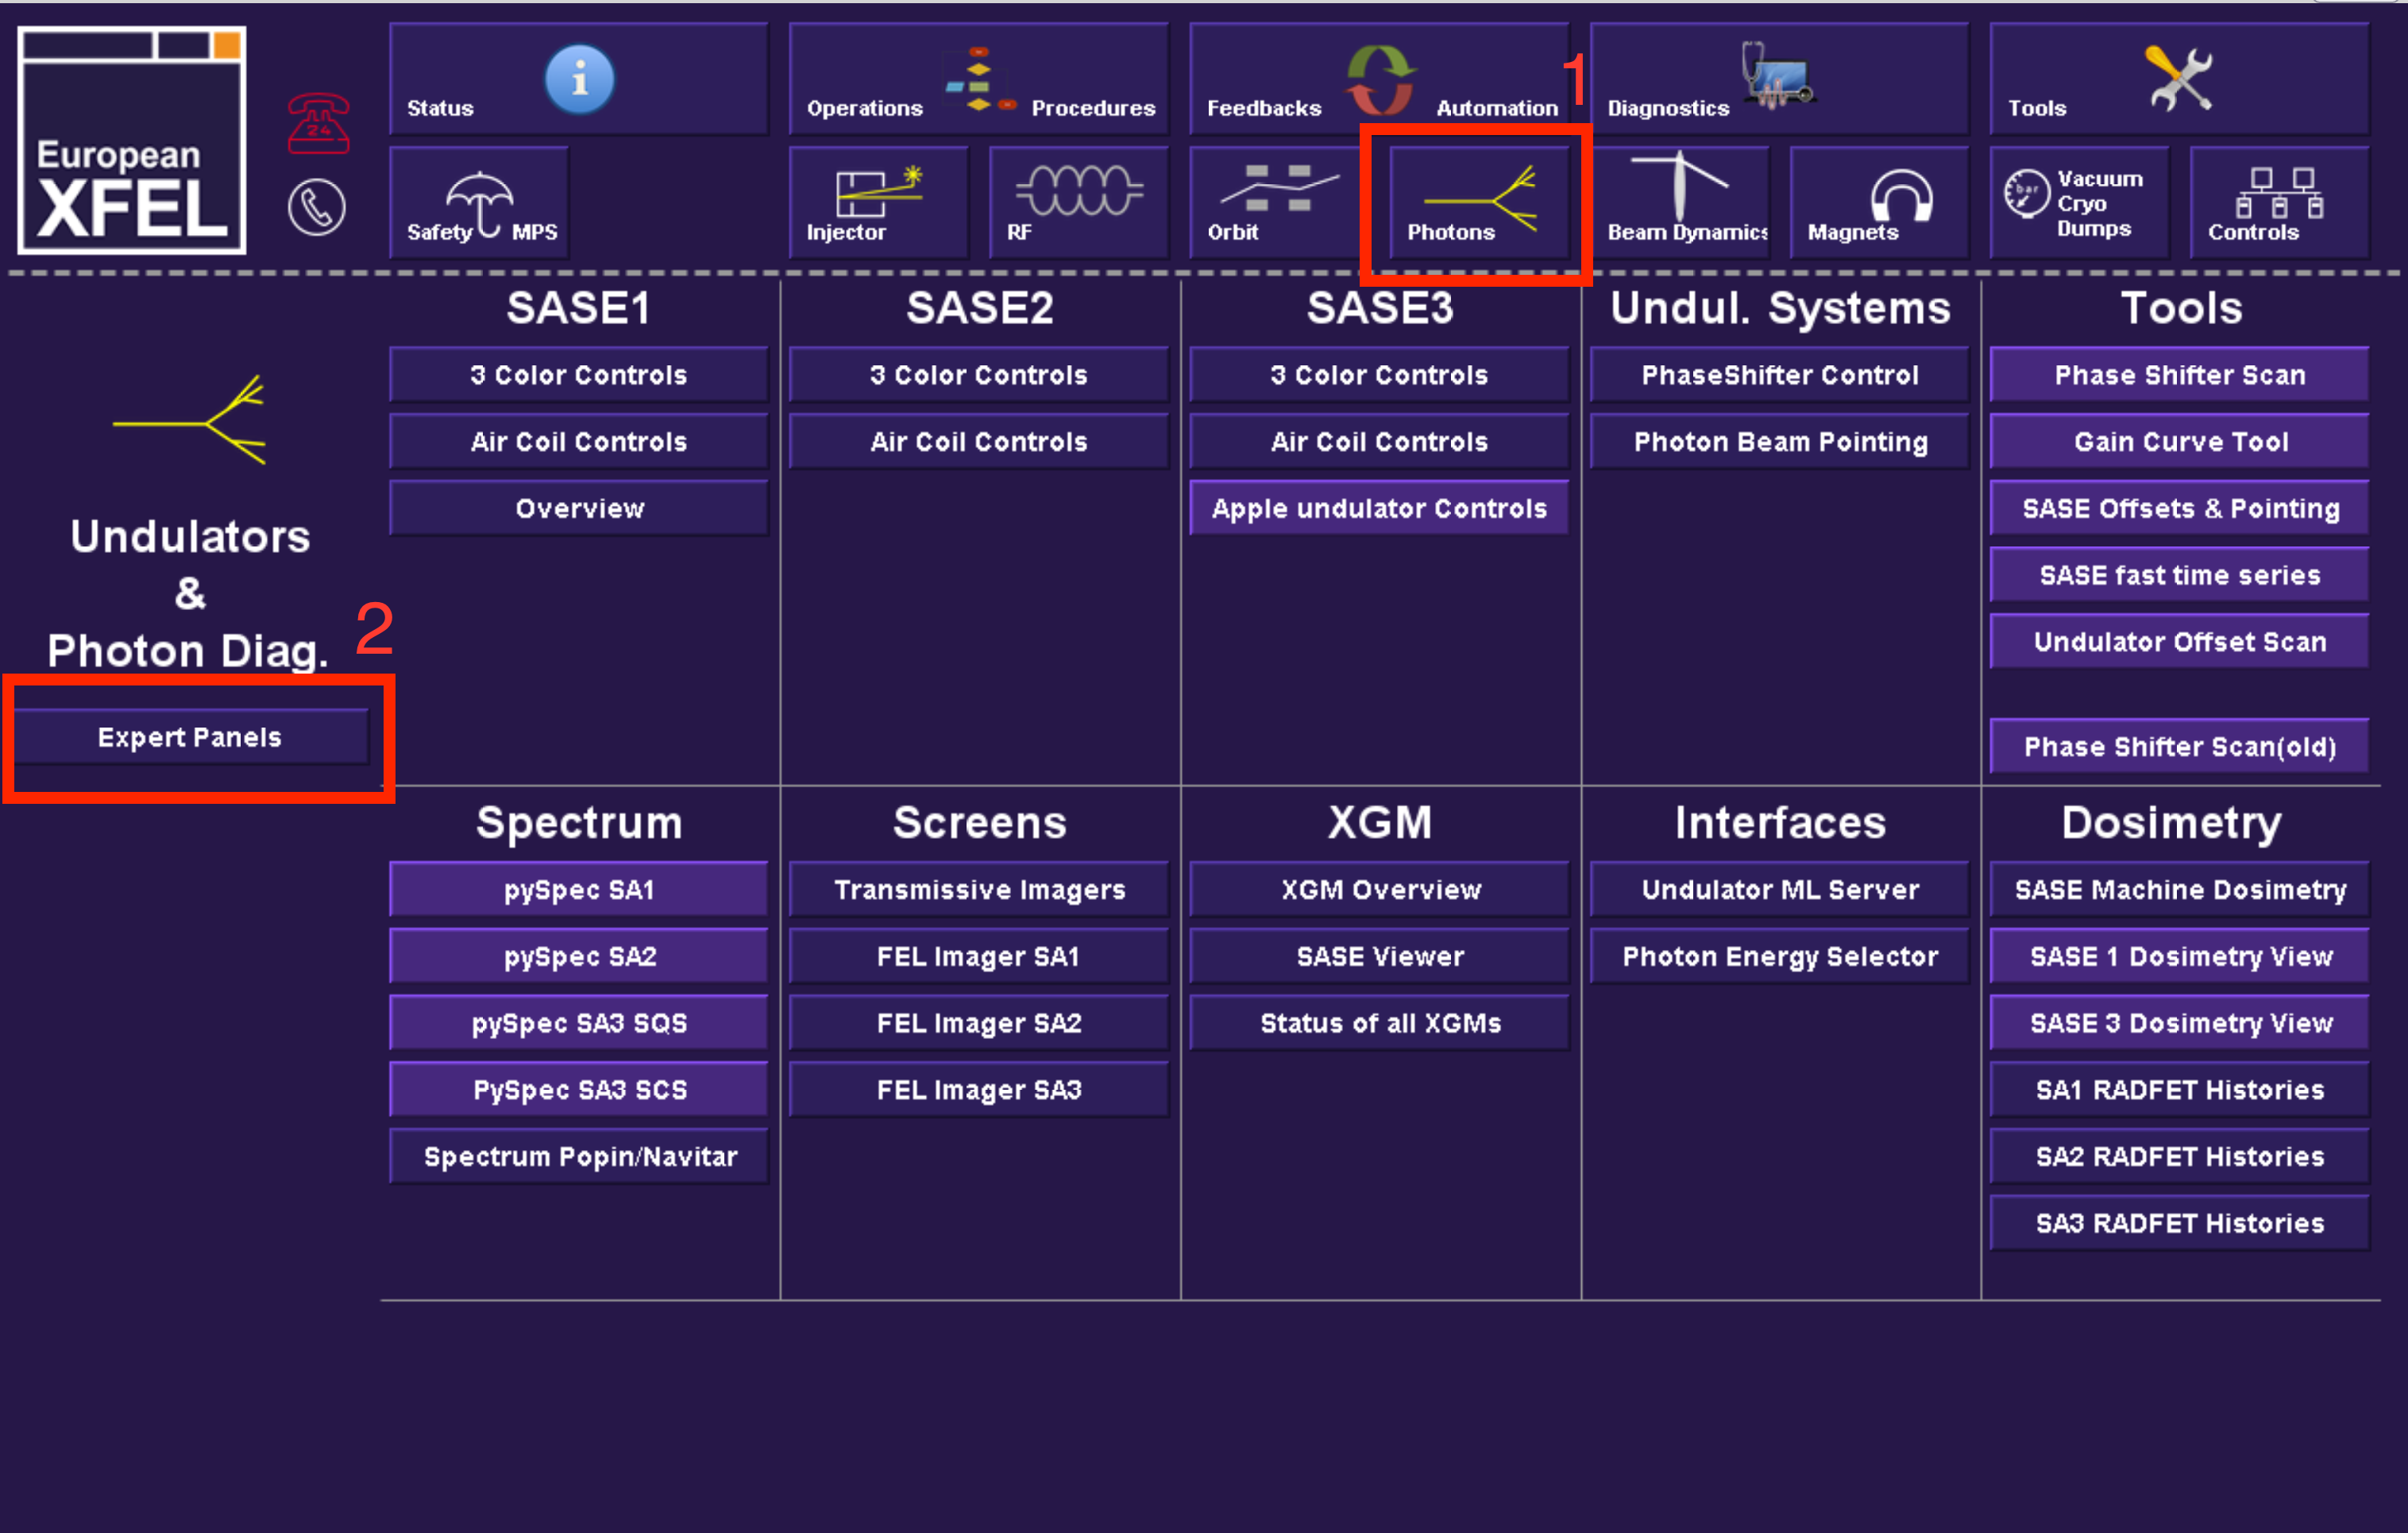 European
XFEL
24
Status
i
Operations
Procedures
Feedbacks
Automation
1
Diagnostics
Tools
Safety
MPS
Injector
RF
Orbit
Photons
Beam Dynamics
Magnets
bar
Vacuum
Cryo
Dumps
Controls
Undulators
&
Photon Diag.
2
Expert Panels
SASE1
3 Color Controls
Air Coil Controls
Overview
SASE2
3 Color Controls
Air Coil Controls
SASE3
3 Color Controls
Air Coil Controls
Apple undulator Controls
Undul. Systems
PhaseShifter Control
Photon Beam Pointing
Tools
Phase Shifter Scan
Gain Curve Tool
SASE Offsets & Pointing
SASE fast time series
Undulator Offset Scan
Phase Shifter Scan(old)
Spectrum
pySpec SA1
pySpec SA2
pySpec SA3 SQS
PySpec SA3 SCS
Spectrum Popin/Navitar
Screens
Transmissive Imagers
FEL Imager SA1
FEL Imager SA2
FEL Imager SA3
XGM
XGM Overview
SASE Viewer
Status of all XGMs
Interfaces
Undulator ML Server
Photon Energy Selector
Dosimetry
SASE Machine Dosimetry
SASE 1 Dosimetry View
SASE 3 Dosimetry View
SA1 RADFET Histories
SA2 RADFET Histories
SA3 RADFET Histories